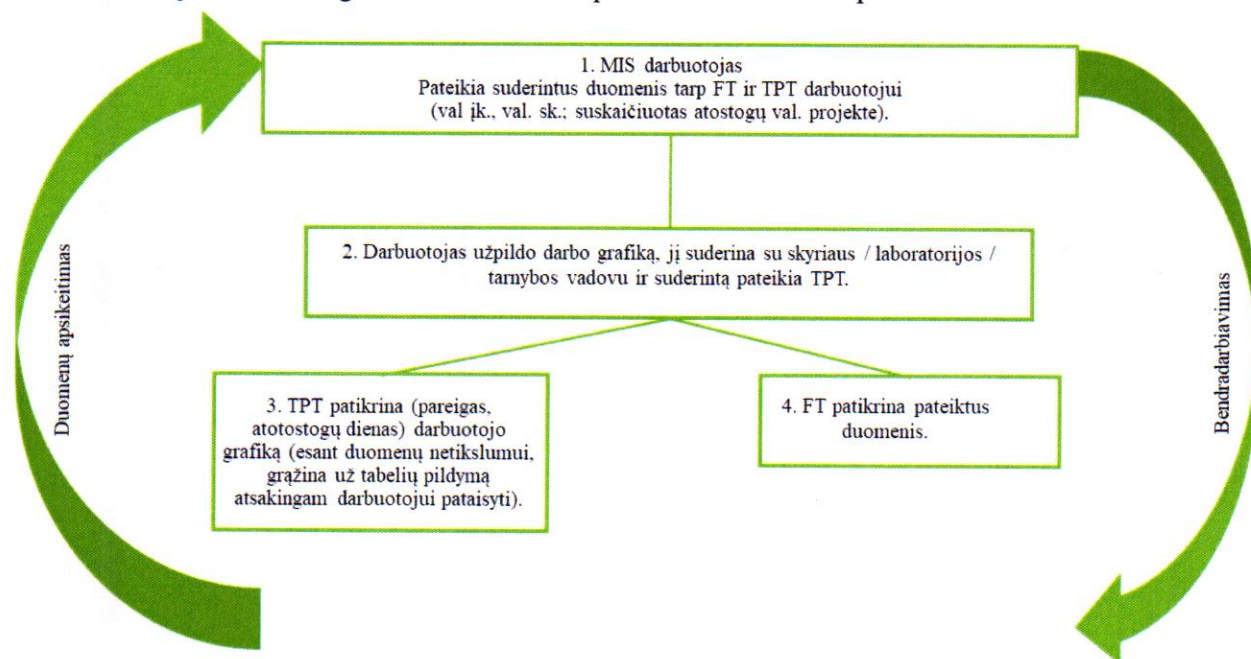 1. MIS darbuotojas
Pateikia suderintus duomenis tarp FT ir TPT darbuotojui
(val įk., val. sk.; suskaičiuotas atostogų val. projekte).
2. Darbuotojas užpildo darbo grafiką, jį suderina su skyriaus / laboratorijos /
tarnybos vadovu ir suderintą pateikia TPT.
3. TPT patikrina (pareigas,
atotostogų dienas) darbuotojo
grafiką (esant duomenų netikslumui,
grąžina už tabelių pildymą
atsakingam darbuotojui pataisyti).
4. FT patikrina pateiktus
duomenis.
Duomenų apsikeitimas
Bendradarbiavimas